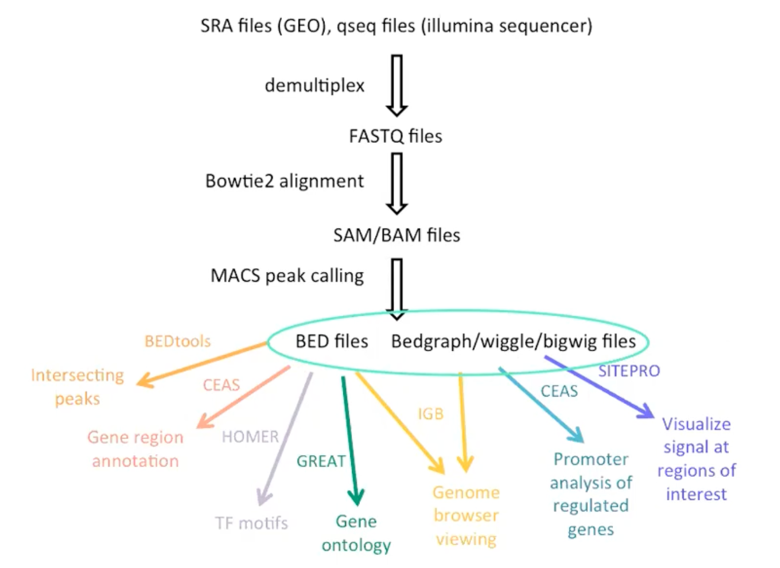 SRA files (GEO), qseq files (illumina sequencer)
demultiplex
FASTQ files
Bowtie2 alignment
SAM/BAM files
MACS peak calling
BED files
Bedgraph/wiggle/bigwig files
BEDtools
Intersecting
peaks
CEAS
Gene region
annotation
HOMER
TF motifs
GREAT
Gene
ontology
IGB
Genome
browser
viewing
CEAS
Promoter
analysis of
regulated
genes
SITEPRO
Visualize
signal at
regions of
interest